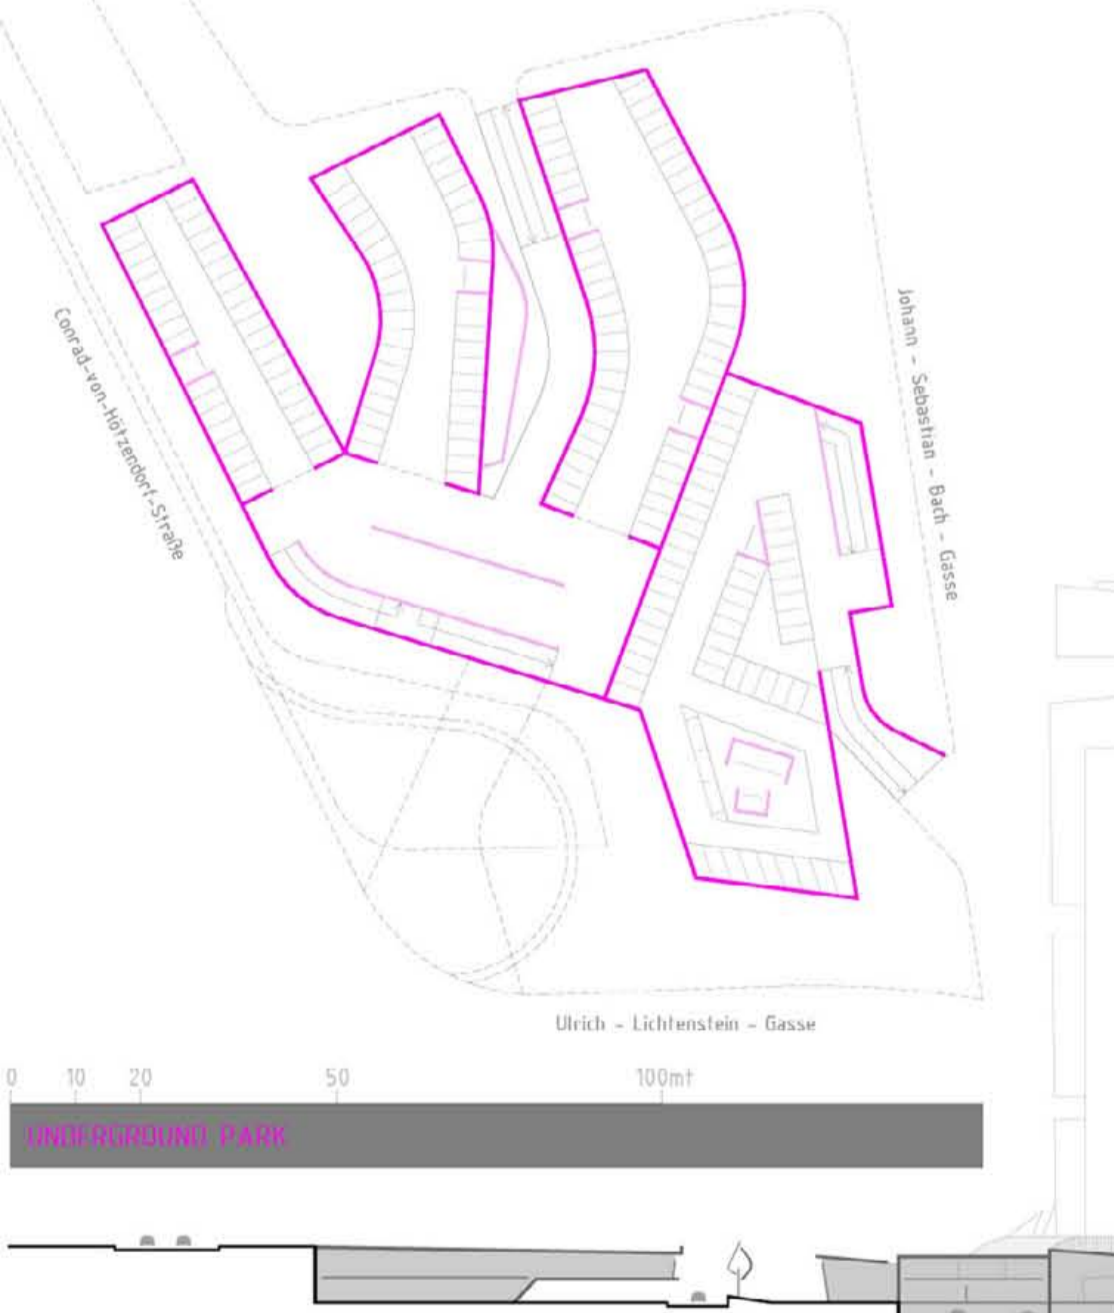 Conrad-von-Hötzendorf-Straße
Johann - Sebastian - Bach - Gasse
Ulrich - Lichtenstein - Gasse
0 10 20 50 100mt
UNDERGROUND PARK